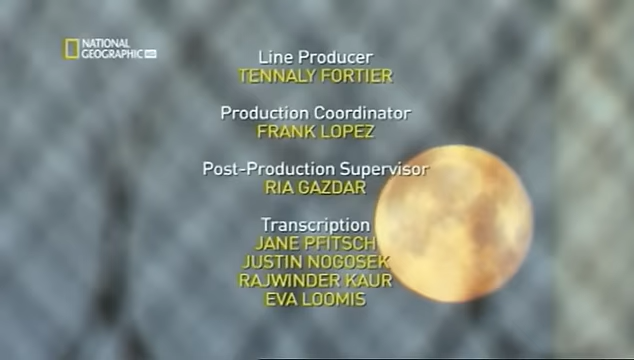 NATIONAL
GEOGRAPHIC HD
Line Producer
TENNALY FORTIER
Production Coordinator
FRANK LOPEZ
Post-Production Supervisor
RIA GAZDAR
Transcription
JANE PFITSCH
JUSTIN NOGOSEK
RAJWINDER KAUR
EVA LOOMIS